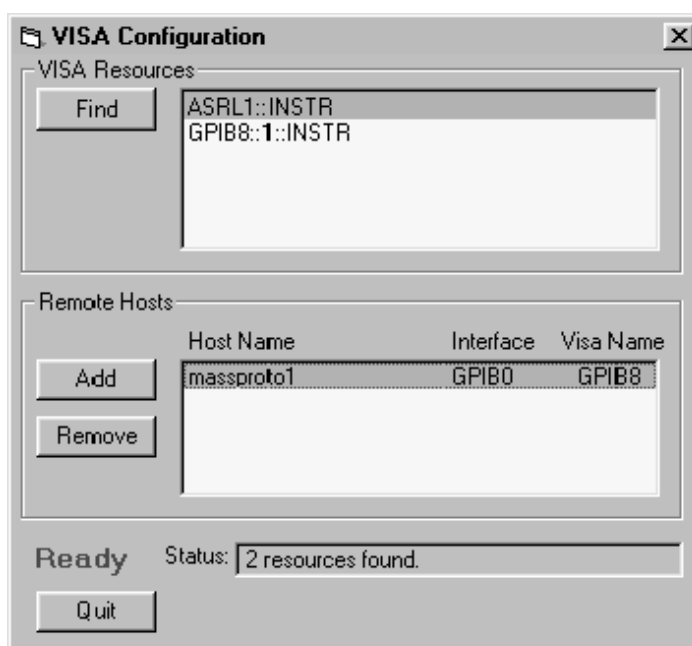 VISA Configuration
VISA Resources
Find
ASRL1::INSTR
GPIB8::1::INSTR
Remote Hosts
Host Name Interface Visa Name
Add
massproto1 GPIB0 GPIB8
Remove
Ready Status: 2 resources found.
Quit